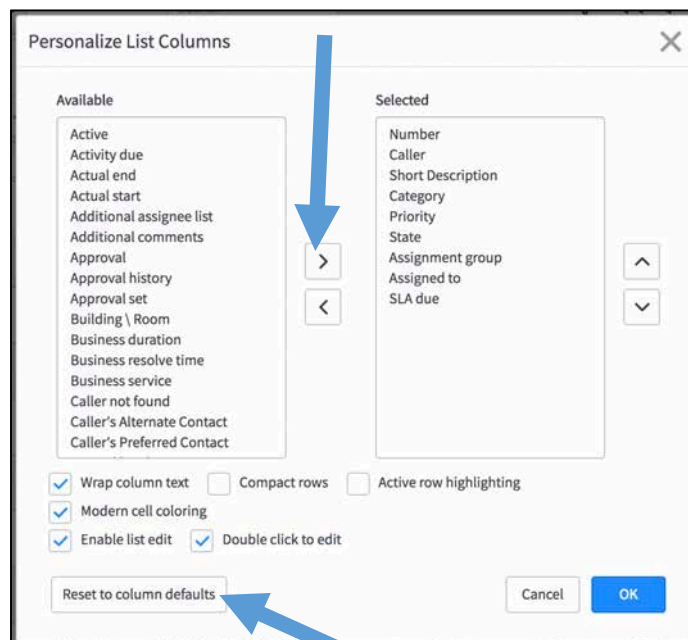 Personalize List Columns
Available
Active
Activity due
Actual end
Actual start
Additional assignee list
Additional comments
Approval
Approval history
Approval set
Building \ Room
Business duration
Business resolve time
Business service
Caller not found
Caller's Alternate Contact
Caller's Preferred Contact
Selected
Number
Caller
Short Description
Category
Priority
State
Assignment group
Assigned to
SLA due
Wrap column text Compact rows Active row highlighting
Modern cell coloring
Enable list edit Double click to edit
Reset to column defaults Cancel OK